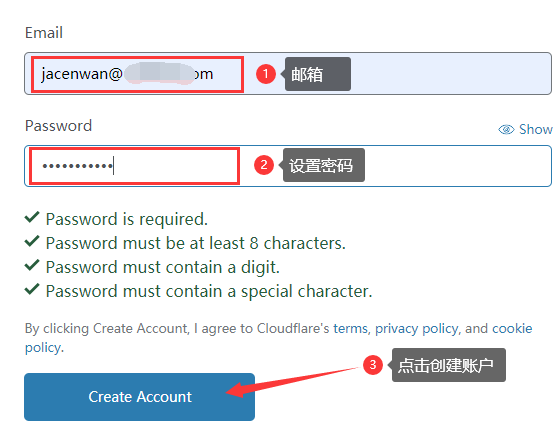 Email
jacenwan@ om
1 邮箱
Password
Show
•••••••••••
2 设置密码
Password is required.
Password must be at least 8 characters.
Password must contain a digit.
Password must contain a special character.
By clicking Create Account, I agree to Cloudflare's terms, privacy policy, and cookie
policy.
3 点击创建账户
Create Account